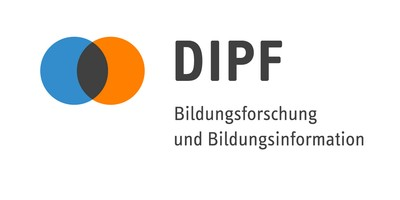 DIPF
Bildungsforschung
und Bildungsinformation